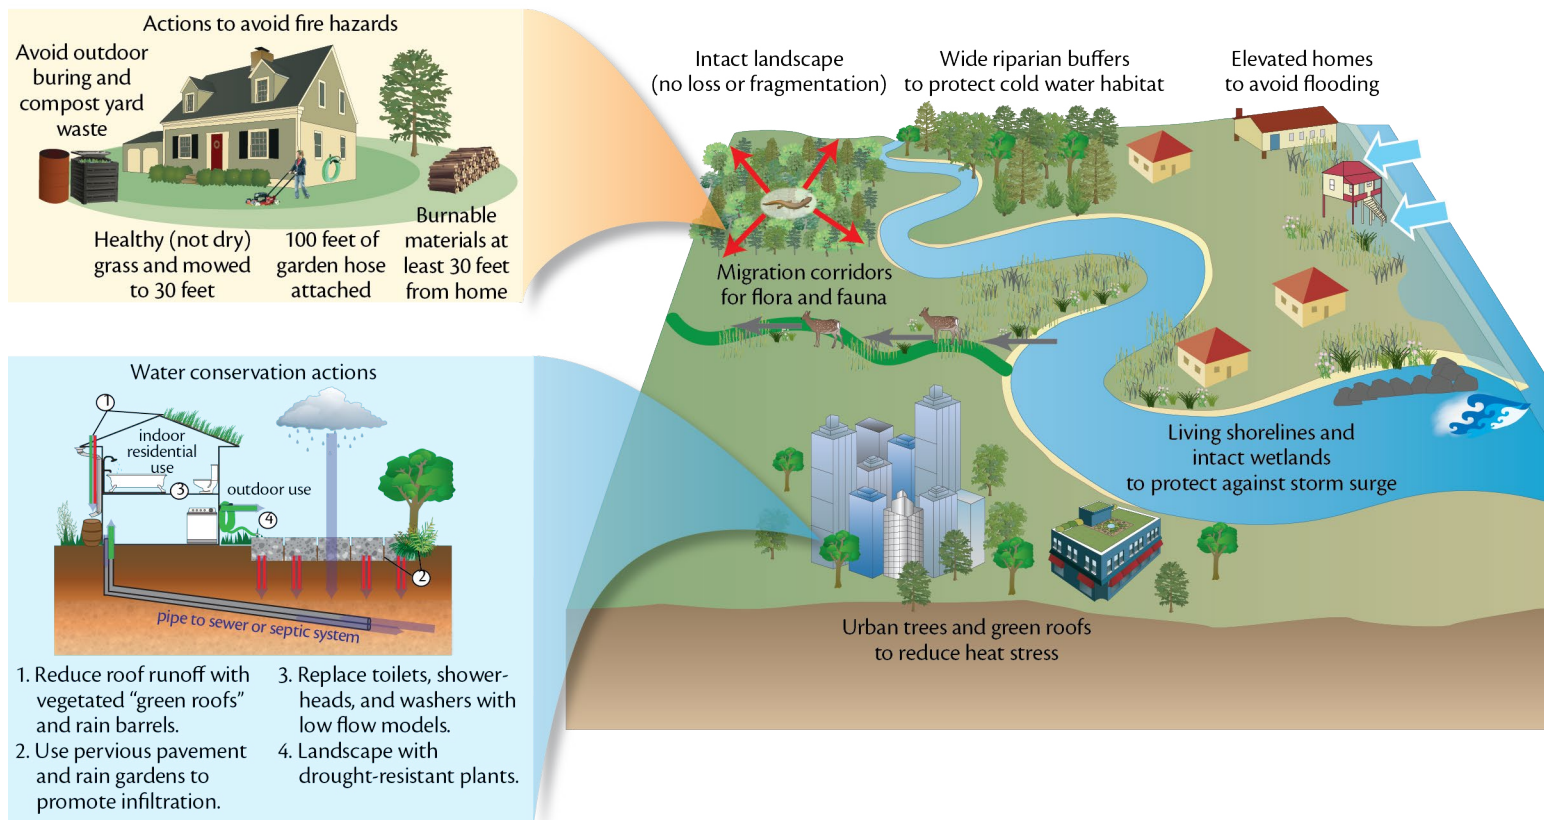 Actions to avoid fire hazards
Avoid outdoor
buring and
compost yard
waste
Healthy (not dry)
grass and mowed
to 30 feet
100 feet of
garden hose
attached
Burnable
materials at
least 30 feet
from home
Water conservation actions
1
indoor
residential
use
3
outdoor use
4
2
pipe to sewer or septic system
1. Reduce roof runoff with
vegetated “green roofs”
and rain barrels.
2. Use pervious pavement
and rain gardens to
promote infiltration.
3. Replace toilets, shower-
heads, and washers with
low flow models.
4. Landscape with
drought-resistant plants.
Intact landscape
(no loss or fragmentation)
Wide riparian buffers
to protect cold water habitat
Elevated homes
to avoid flooding
Migration corridors
for flora and fauna
Living shorelines and
intact wetlands
to protect against storm surge
Urban trees and green roofs
to reduce heat stress